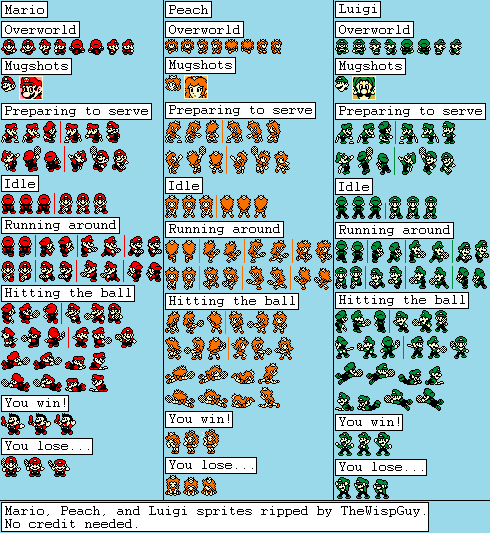 Mario
Overworld
Mugshots
Preparing to serve
Idle
Running around
Hitting the ball
You win!
You lose...
Peach
Overworld
Mugshots
Preparing to serve
Idle
Running around
Hitting the ball
You win!
You lose...
Luigi
Overworld
Mugshots
Preparing to serve
Idle
Running around
Hitting the ball
You win!
You lose...
Mario, Peach, and Luigi sprites ripped by TheWispGuy.
No credit needed.